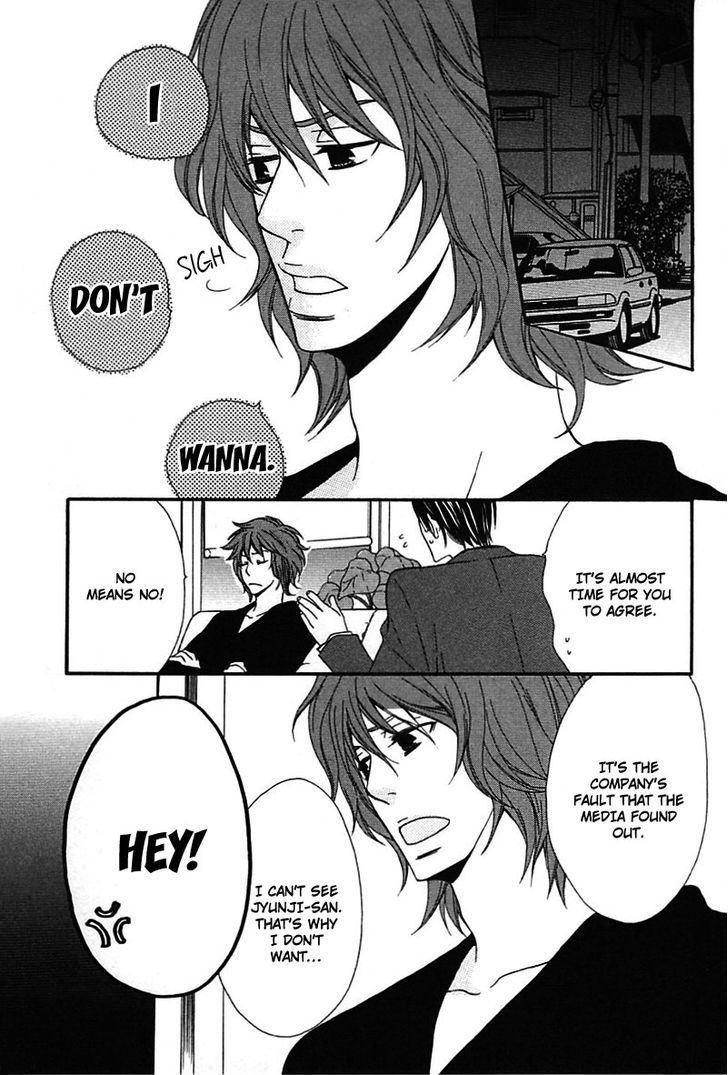 I
DON'T
SIGH
WANNA.
IT'S ALMOST
TIME FOR YOU
TO AGREE.
NO
MEANS NO!
IT'S THE
COMPANY'S
FAULT THAT THE
MEDIA FOUND
OUT.
I CAN'T SEE
JYUNJI-SAN.
THAT'S WHY
I DON'T
WANT...
HEY!